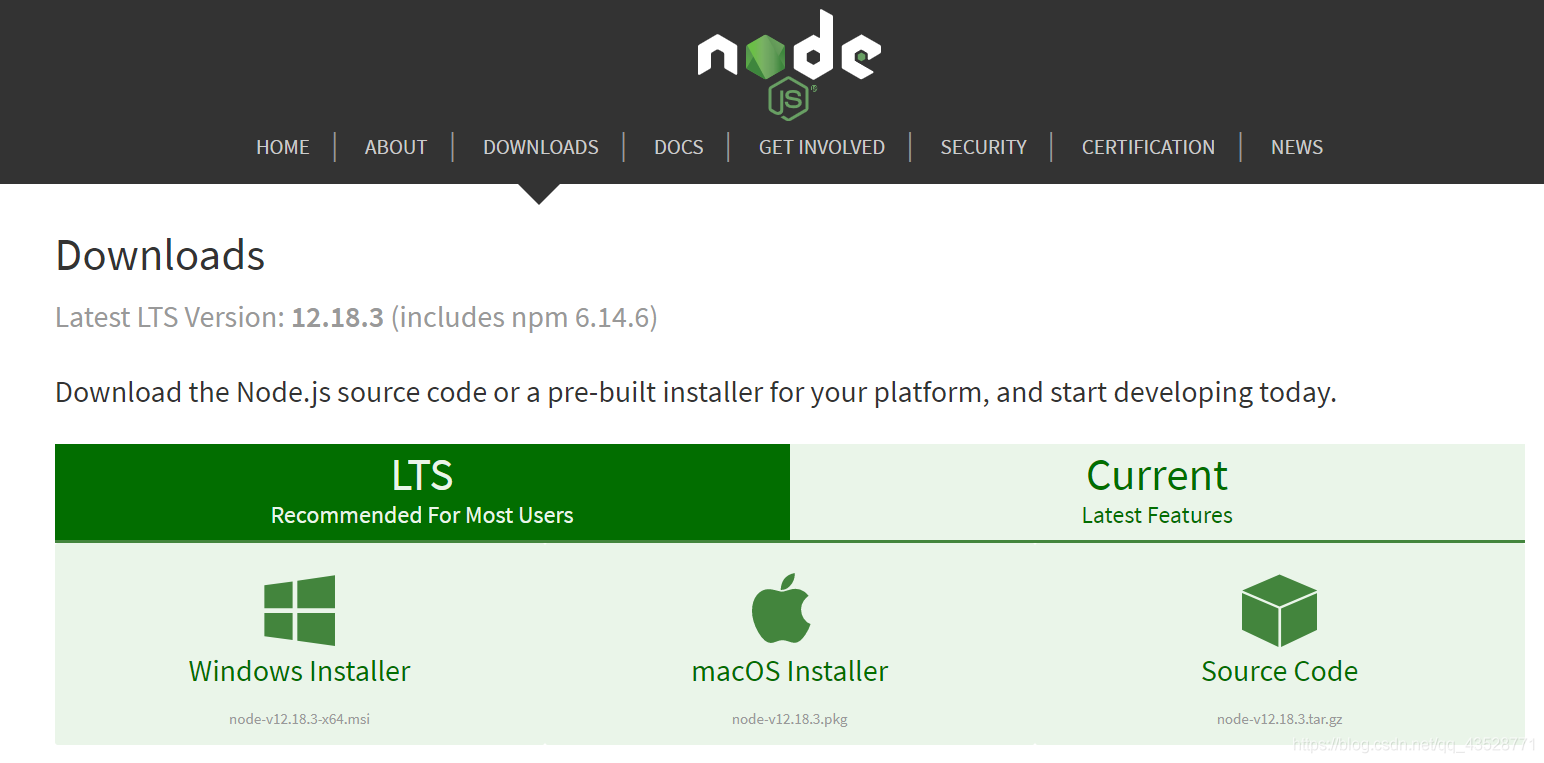 node
JS®
HOME | ABOUT | DOWNLOADS | DOCS | GET INVOLVED | SECURITY | CERTIFICATION | NEWS
Downloads
Latest LTS Version: 12.18.3 (includes npm 6.14.6)
Download the Node.js source code or a pre-built installer for your platform, and start developing today.
LTS
Recommended For Most Users
Current
Latest Features
Windows Installer
node-v12.18.3-x64.msi
macOS Installer
node-v12.18.3.pkg
Source Code
node-v12.18.3.tar.gz
https://blog.csdn.net/qq_43528771